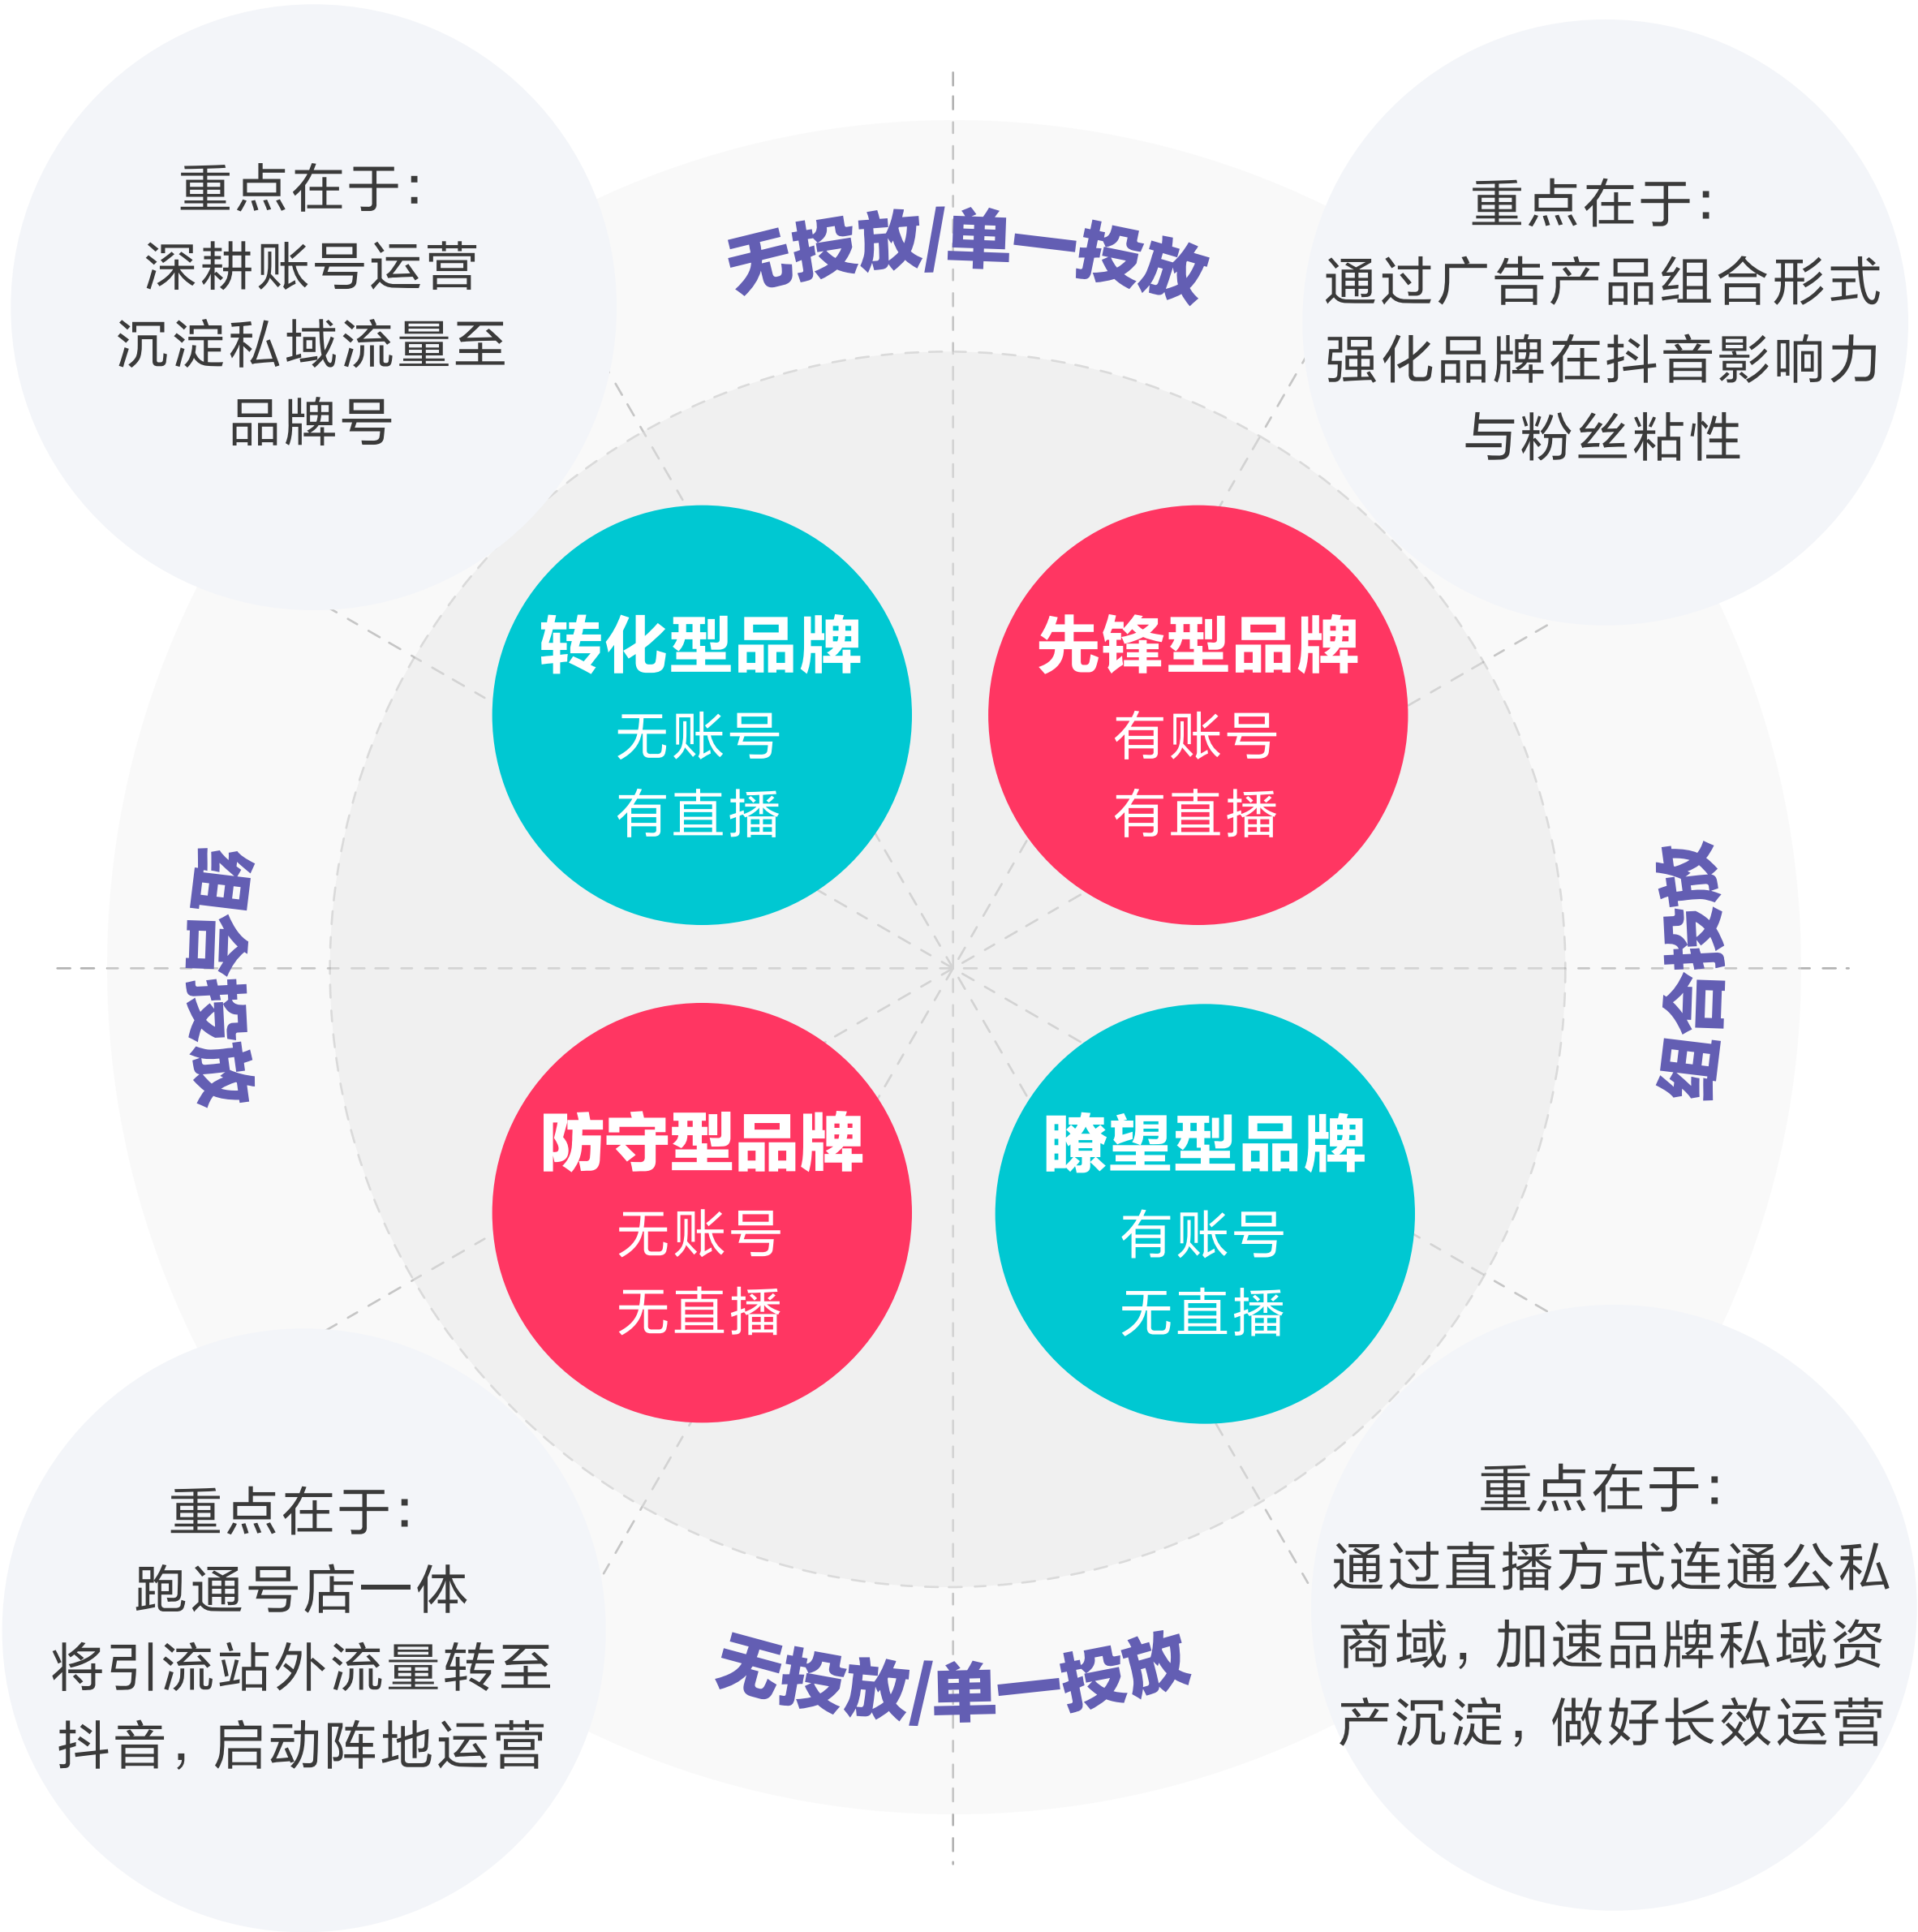 重点在于：
深耕账号运营
沉淀私域流量至
品牌号
无投放/单一投放
重点在于：
通过广告产品组合形式
强化品牌在抖音影响力
与粉丝粘性
转化型品牌
无账号
有直播
先锋型品牌
有账号
有直播
组合投放
组合投放
防守型品牌
无账号
无直播
瞭望型品牌
有账号
无直播
重点在于：
跑通号店一体
将引流站外流量转至
抖音，启动阵地运营
无投放/单一投放
重点在于：
通过直播方式连通公私
商域，加速品牌私域资
产沉淀，做好长效运营